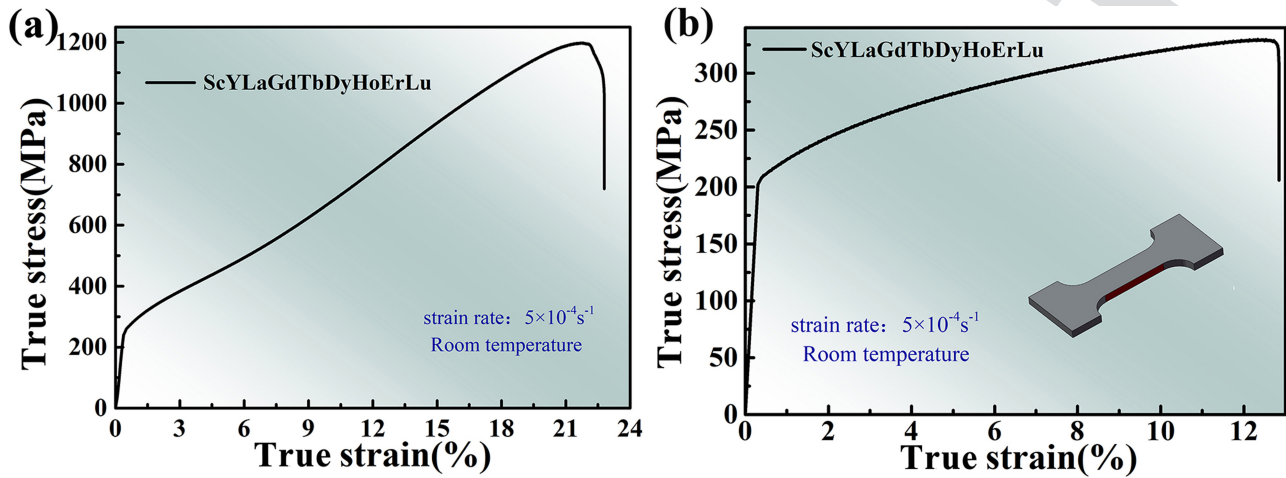 (a)
1200
1000
800
600
400
200
0
True stress(MPa)
ScYLaGdTbDyHoErLu
strain rate: 5×10⁻⁴s⁻¹
Room temperature
0 3 6 9 12 15 18 21 24
True strain(%)
(b)
300
250
200
150
100
50
0
True stress(MPa)
ScYLaGdTbDyHoErLu
strain rate: 5×10⁻⁴s⁻¹
Room temperature
0 2 4 6 8 10 12
True strain(%)